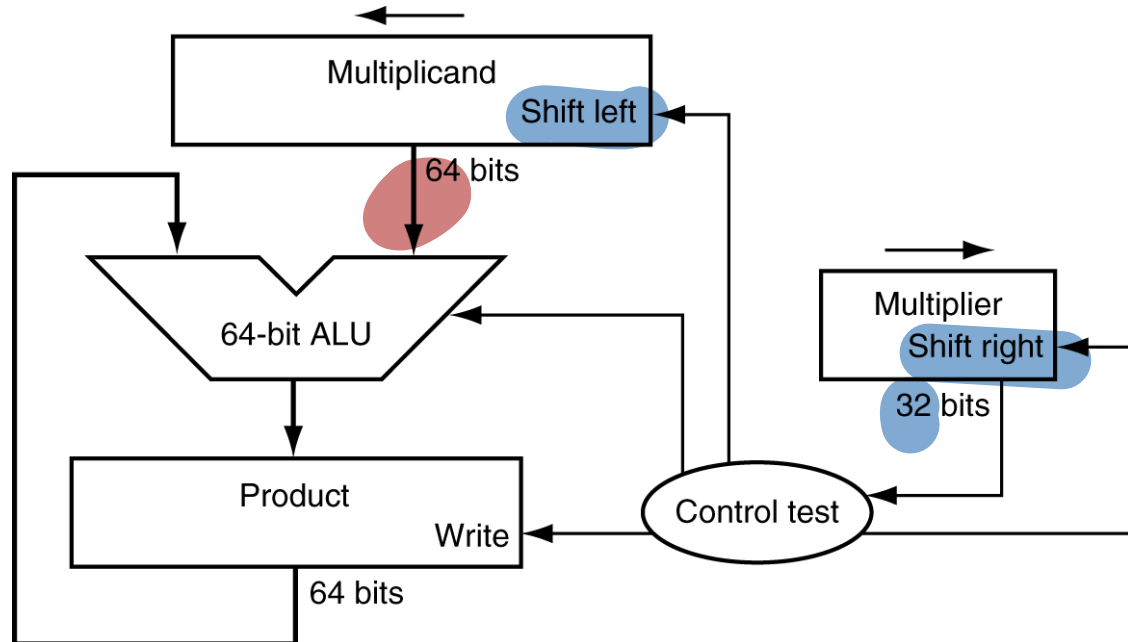 Multiplicand
Shift left
64 bits
64-bit ALU
Multiplier
Shift right
32 bits
Product
Write
Control test
64 bits